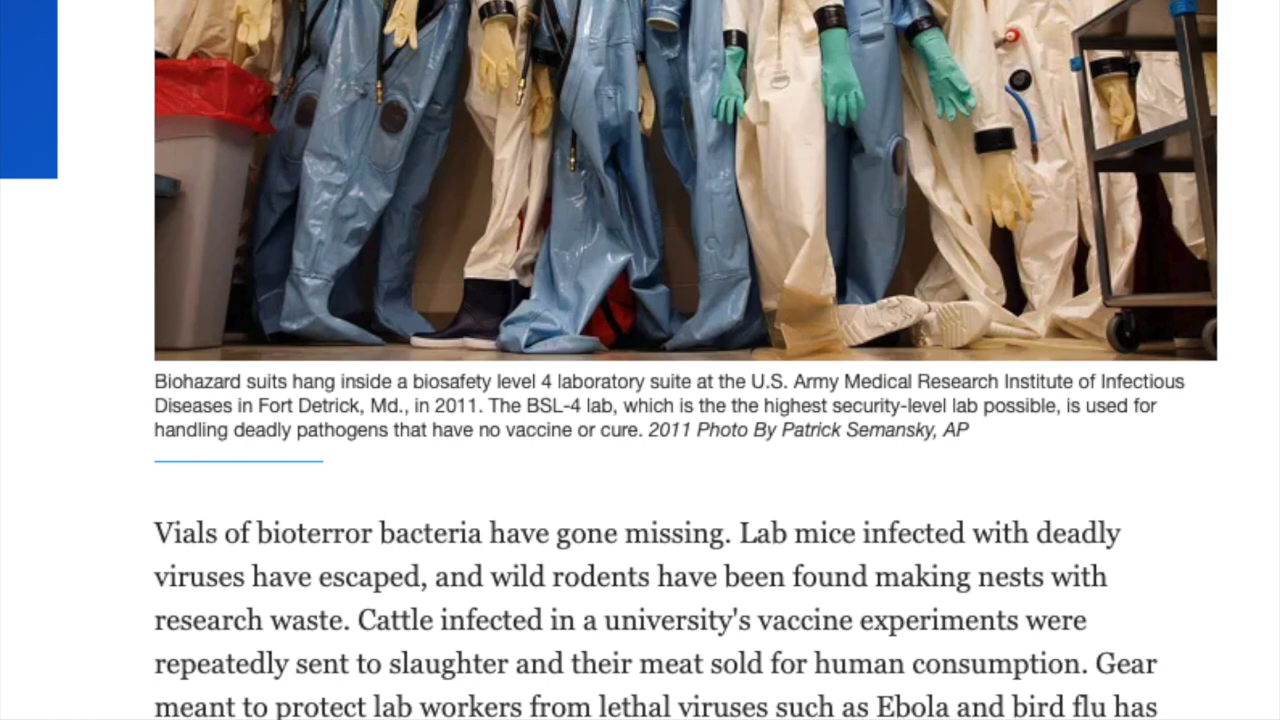 Biohazard suits hang inside a biosafety level 4 laboratory suite at the U.S. Army Medical Research Institute of Infectious
Diseases in Fort Detrick, Md., in 2011. The BSL-4 lab, which is the the highest security-level lab possible, is used for
handling deadly pathogens that have no vaccine or cure. 2011 Photo By Patrick Semansky, AP
Vials of bioterror bacteria have gone missing. Lab mice infected with deadly
viruses have escaped, and wild rodents have been found making nests with
research waste. Cattle infected in a university's vaccine experiments were
repeatedly sent to slaughter and their meat sold for human consumption. Gear
meant to protect lab workers from lethal viruses such as Ebola and bird flu has